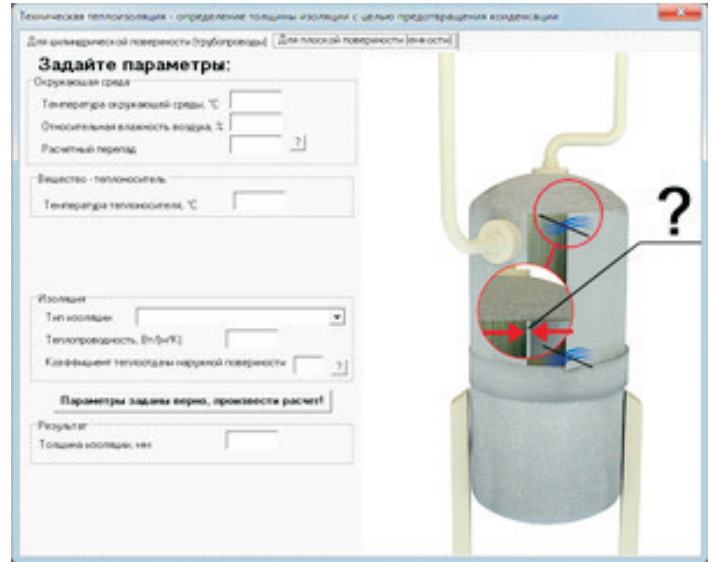 Техническая теплоизоляция - определение толщины изоляции с целью предотвращения конденсации
Для цилиндрической поверхности (трубопроводы) Для плоской поверхности (емкости)
Задайте параметры:
Окружающая среда
Температура окружающей среды, °C
Относительная влажность воздуха, %
Расчетный перепад
?
Вещество - теплоноситель
Температура теплоносителя, °C
?
Изоляция
Тип изоляции
Теплопроводность, Вт/(м*К)
Коэффициент теплоотдачи наружной поверхности
?
Параметры заданы верно, произвести расчет!
Результат
Толщина изоляции, мм